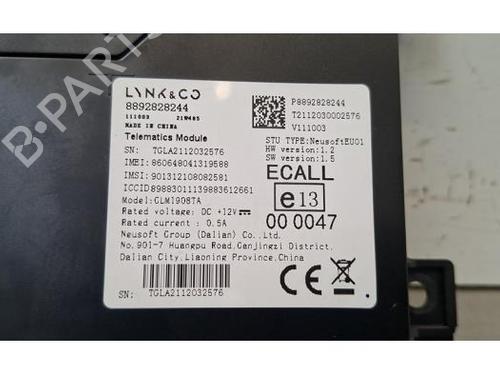 LYNK&CO
8892828244
111003 219485
MADE IN CHINA
Telematics Module
SN: TGLA2112032576
IMEI: 860648041319588
IMSI: 901312108082581
ICCID 89883011139883612661
Model: GLM1908TA
Rated voltage: DC +12V
Rated current : 0.5A
Neusoft Group (Dalian) Co.
No. 901-7 Huangpu Road, Ganjingzi District,
Dalian City, Liaoning Province, China
SN: TGLA2112032576
P8892828244
T2112030002576
V111003
STU TYPE: NeusoftEU01
HW version: 1.2
SW version: 1.5
ECALL
e 13
00 0047
CE
B-Parts